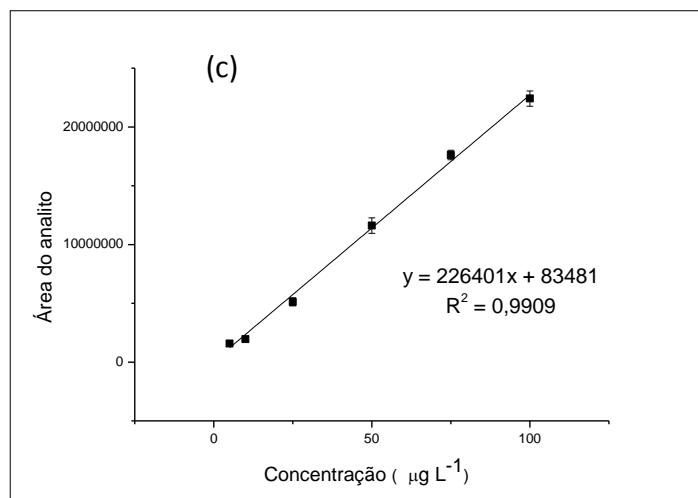 (c)
20000000
10000000
0
Área do analito
y = 226401x + 83481
R² = 0,9909
0 50 100
Concentração ( μg L⁻¹)